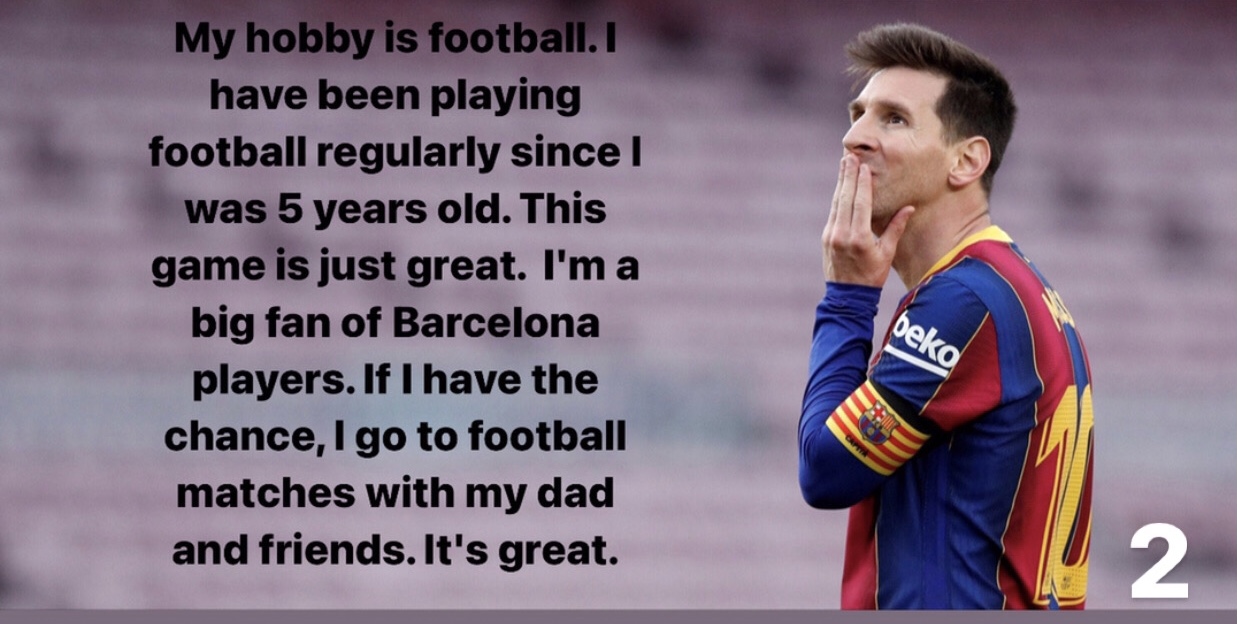 My hobby is football. I
have been playing
football regularly since I
was 5 years old. This
game is just great.  I'm a
big fan of Barcelona
players. If I have the
chance, I go to football
matches with my dad
and friends. It's great.
beko
CAPITÀ
10
2